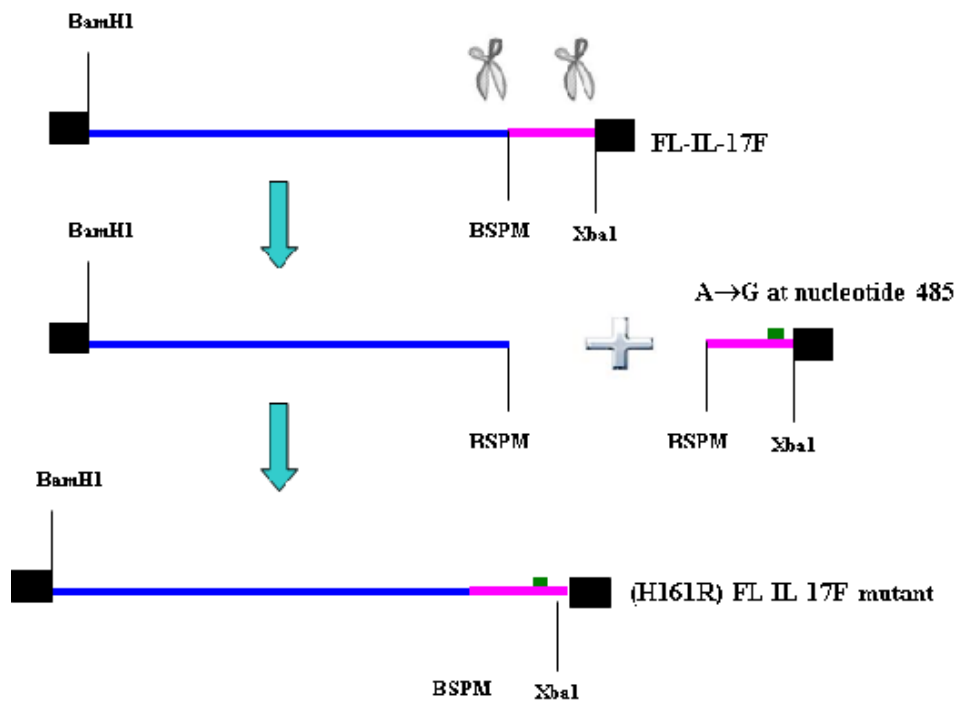 BamH1
FL-IL-17F
BSPM
Xba1
BamH1
A→G at nucleotide 485
BSPM
BSPM
Xba1
BamH1
(H161R) FL IL 17F mutant
BSPM
Xba1